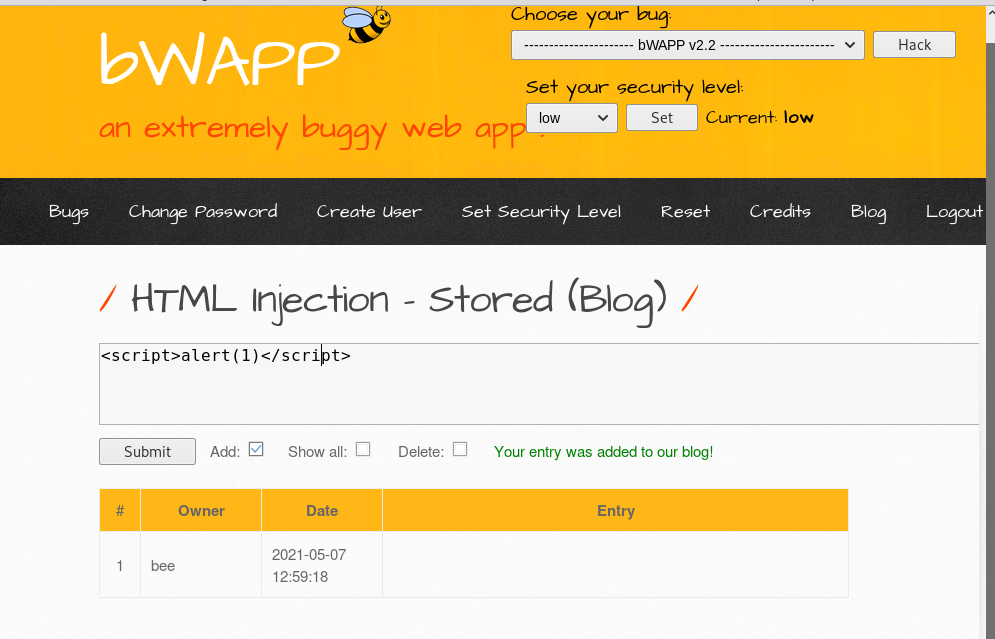 Choose your bug:
bWAPP
---------------------- bWAPP v2.2 -----------------------
Hack
Set your security level:
low
Set
Current: low
an extremely buggy web app !
Bugs
Change Password
Create User
Set Security Level
Reset
Credits
Blog
Logout
/ HTML Injection - Stored (Blog) /
<script>alert(1)</script>
Submit
Add:
Show all:
Delete:
Your entry was added to our blog!
# Owner Date Entry
1 bee 2021-05-07
12:59:18